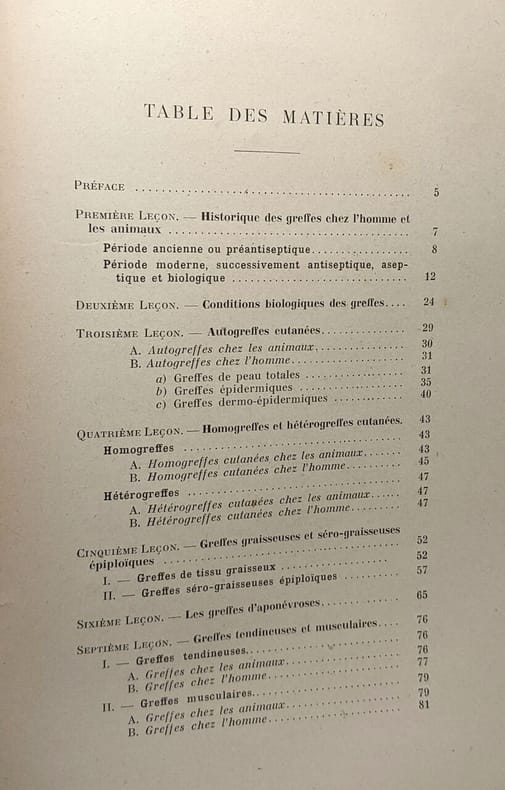 TABLE DES MATIÈRES
PRÉFACE ........................................ 5
PREMIÈRE LEÇON. — Historique des greffes chez l'homme et
les animaux ........................................ 7
Période ancienne ou préantiseptique................. 8
Période moderne, successivement antiseptique, asep-
tique et biologique .............................. 12
DEUXIÈME LEÇON. — Conditions biologiques des greffes.... 24
TROISIÈME LEÇON. — Autogreffes cutanées............... 29
A. Autogreffes chez les animaux................ 30
B. Autogreffes chez l'homme.................... 31
a) Greffes de peau totales .................. 31
b) Greffes épidermiques .................. 35
c) Greffes dermo-épidermiques ............. 40
QUATRIÈME LEÇON. — Homogreffes et hétérogreffes cutanées. 43
Homogreffes .................................... 43
A. Homogreffes cutanées chez les animaux....... 43
B. Homogreffes cutanées chez l'homme.......... 45
Hétérogreffes .................................. 47
A. Hétérogreffes cutanées chez les animaux..... 47
B. Hétérogreffes cutanées chez l'homme......... 47
CINQUIÈME LEÇON. — Greffes graisseuses et séro-graisseuses
épiploïques .................................... 52
I. — Greffes de tissu graisseux .................. 52
II. — Greffes séro-graisseuses épiploïques .......... 57
SIXIÈME LEÇON. — Les greffes d'aponévroses.............. 65
SEPTIÈME LEÇON. — Greffes tendineuses et musculaires.... 76
I. — Greffes tendineuses.......................... 76
A. Greffes chez les animaux.................... 76
B. Greffes chez l'homme....................... 77
II. — Greffes musculaires.......................... 79
A. Greffes chez les animaux.................... 79
B. Greffes chez l'homme....................... 81